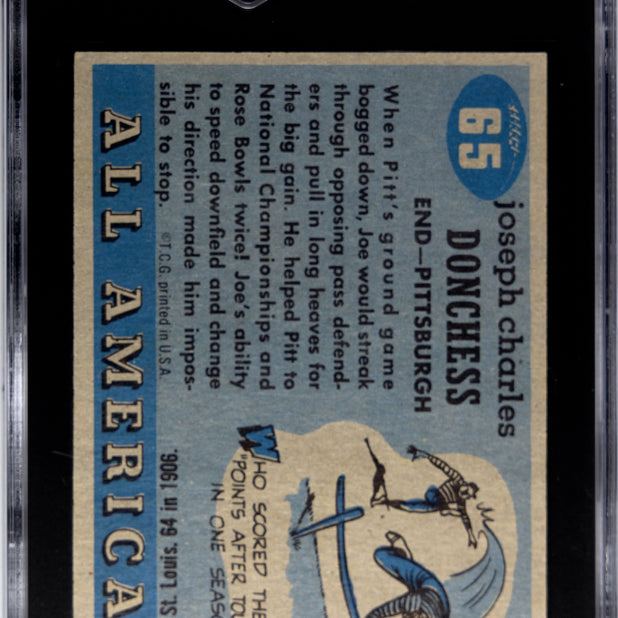 65
joseph charles
DONCHESS
END—PITTSBURGH
When Pitt's ground game
bogged down, Joe would streak
through opposing pass defend-
ers and pull in long heaves for
the big gain. He helped Pitt to
National Championships and
Rose Bowls twice! Joe's ability
to speed downfield and change
his direction made him impos-
sible to stop. ©T.C.G. printed in U.S.A.
ALL AMERICA
WHO SCORED THE
"POINTS AFTER TOU
IN ONE SEAS
St. Louis. 64 in 1906.